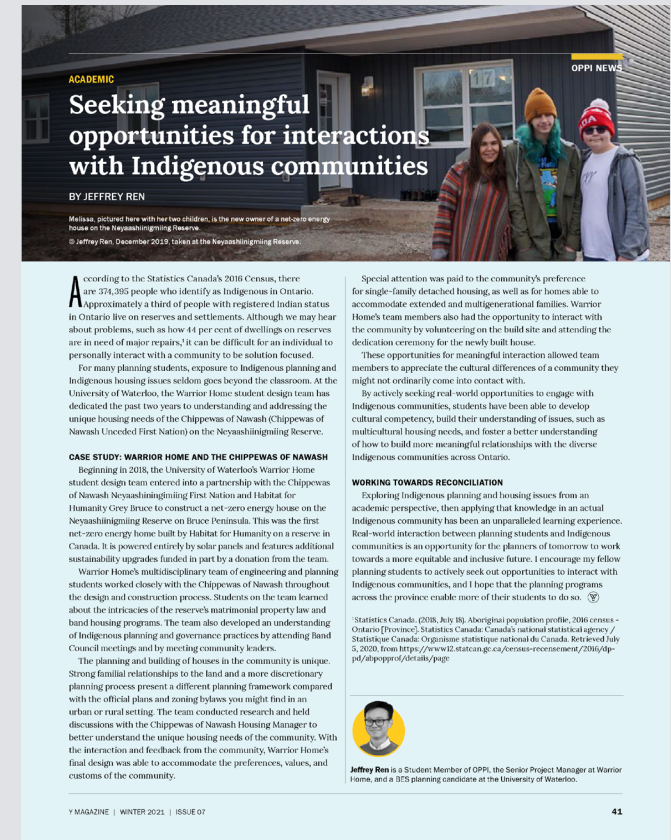 OPPI NEWS
ACADEMIC
Seeking meaningful
opportunities for interactions
with Indigenous communities
BY JEFFREY REN
Melissa, pictured here with her two children, is the new owner of a net-zero energy
house on the Neyaashiinigmiing Reserve.
© Jeffrey Ren, December 2019, taken at the Neyaashiinigmiing Reserve.
17
According to the Statistics Canada's 2016 Census, there
are 374,395 people who identify as Indigenous in Ontario.
Approximately a third of people with registered Indian status
in Ontario live on reserves and settlements. Although we may hear
about problems, such as how 44 per cent of dwellings on reserves
are in need of major repairs,¹ it can be difficult for an individual to
personally interact with a community to be solution focused.
For many planning students, exposure to Indigenous planning and
Indigenous housing issues seldom goes beyond the classroom. At the
University of Waterloo, the Warrior Home student design team has
dedicated the past two years to understanding and addressing the
unique housing needs of the Chippewas of Nawash (Chippewas of
Nawash Unceded First Nation) on the Neyaashiinigmiing Reserve.
CASE STUDY: WARRIOR HOME AND THE CHIPPEWAS OF NAWASH
Beginning in 2018, the University of Waterloo's Warrior Home
student design team entered into a partnership with the Chippewas
of Nawash Neyaashiningimiing First Nation and Habitat for
Humanity Grey Bruce to construct a net-zero energy house on the
Neyaashiinigmiing Reserve on Bruce Peninsula. This was the first
net-zero energy home built by Habitat for Humanity on a reserve in
Canada. It is powered entirely by solar panels and features additional
sustainability upgrades funded in part by a donation from the team.
Warrior Home's multidisciplinary team of engineering and planning
students worked closely with the Chippewas of Nawash throughout
the design and construction process. Students on the team learned
about the intricacies of the reserve's matrimonial property law and
band housing programs. The team also developed an understanding
of Indigenous planning and governance practices by attending Band
Council meetings and by meeting community leaders.
The planning and building of houses in the community is unique.
Strong familial relationships to the land and a more discretionary
planning process present a different planning framework compared
with the official plans and zoning bylaws you might find in an
urban or rural setting. The team conducted research and held
discussions with the Chippewas of Nawash Housing Manager to
better understand the unique housing needs of the community. With
the interaction and feedback from the community, Warrior Home's
final design was able to accommodate the preferences, values, and
customs of the community.
Special attention was paid to the community's preference
for single-family detached housing, as well as for homes able to
accommodate extended and multigenerational families. Warrior
Home's team members also had the opportunity to interact with
the community by volunteering on the build site and attending the
dedication ceremony for the newly built house.
These opportunities for meaningful interaction allowed team
members to appreciate the cultural differences of a community they
might not ordinarily come into contact with.
By actively seeking real-world opportunities to engage with
Indigenous communities, students have been able to develop
cultural competency, build their understanding of issues, such as
multicultural housing needs, and foster a better understanding
of how to build more meaningful relationships with the diverse
Indigenous communities across Ontario.
WORKING TOWARDS RECONCILIATION
Exploring Indigenous planning and housing issues from an
academic perspective, then applying that knowledge in an actual
Indigenous community has been an unparalleled learning experience.
Real-world interaction between planning students and Indigenous
communities is an opportunity for the planners of tomorrow to work
towards a more equitable and inclusive future. I encourage my fellow
planning students to actively seek out opportunities to interact with
Indigenous communities, and I hope that the planning programs
across the province enable more of their students to do so.
¹ Statistics Canada. (2018, July 18). Aboriginal population profile, 2016 census -
Ontario [Province]. Statistics Canada: Canada's national statistical agency /
Statistique Canada: Organisme statistique national du Canada. Retrieved July
5, 2020, from https://www12.statcan.gc.ca/census-recensement/2016/dp-
pd/abpopprof/details/page
Jeffrey Ren is a Student Member of OPPI, the Senior Project Manager at Warrior
Home, and a BES planning candidate at the University of Waterloo.
Y MAGAZINE | WINTER 2021 | ISSUE 07
41